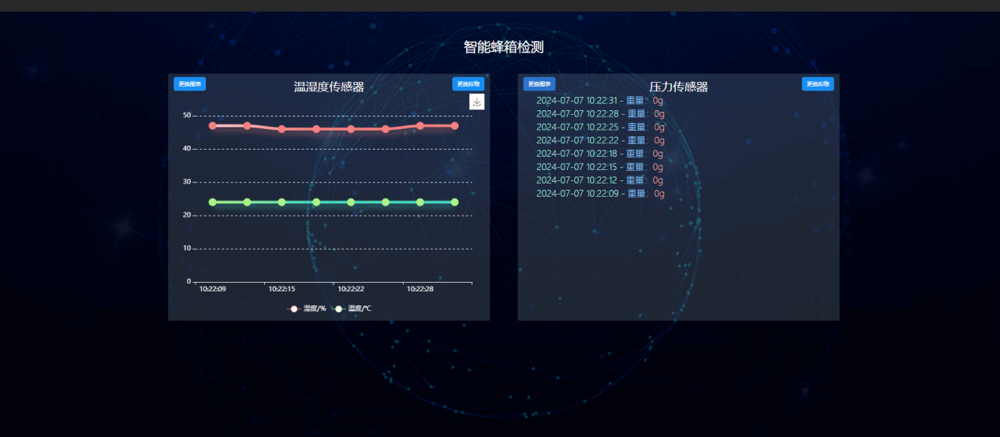 智能蜂箱检测
更换图表
温湿度传感器
更换拟物
50
40
30
20
10
0
10:22:09
10:22:15
10:22:22
10:22:28
湿度/%
温度/℃
更换图表
压力传感器
更换拟物
2024-07-07 10:22:31 - 重量：0g
2024-07-07 10:22:28 - 重量：0g
2024-07-07 10:22:25 - 重量：0g
2024-07-07 10:22:22 - 重量：0g
2024-07-07 10:22:18 - 重量：0g
2024-07-07 10:22:15 - 重量：0g
2024-07-07 10:22:12 - 重量：0g
2024-07-07 10:22:09 - 重量：0g